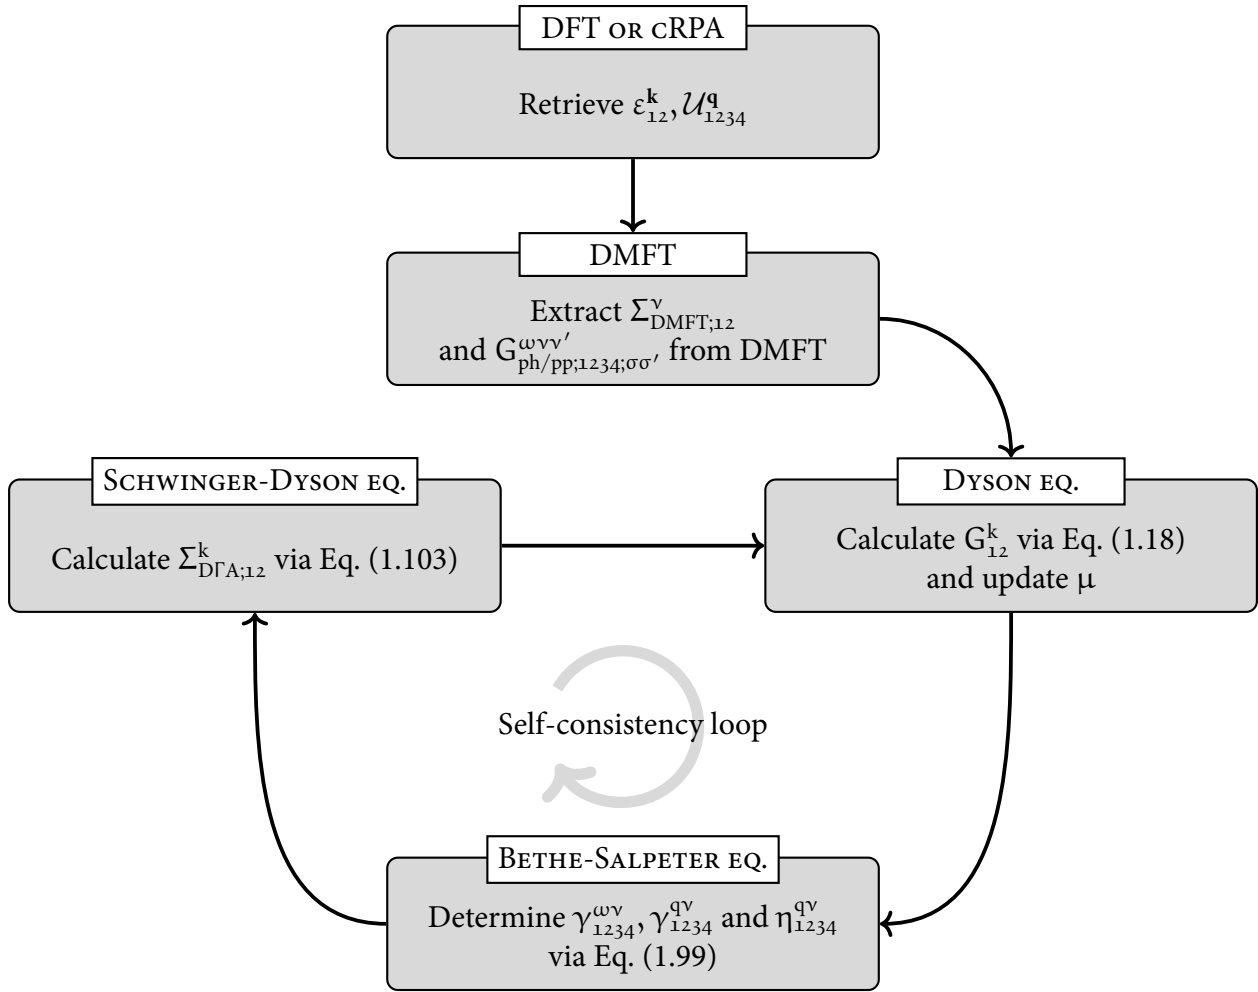 DFT OR CRPA
Retrieve ε^k_12, 𝒰^q_1234
DMFT
Extract Σ^ν_DMFT;12
and G^ωνν′_ph/pp;1234;σσ′ from DMFT
SCHWINGER-DYSON EQ.
Calculate Σ^k_DΓA;12 via Eq. (1.103)
DYSON EQ.
Calculate G^k_12 via Eq. (1.18)
and update μ
Self-consistency loop
BETHE-SALPETER EQ.
Determine γ^ων_1234, γ^qν_1234 and η^qν_1234
via Eq. (1.99)